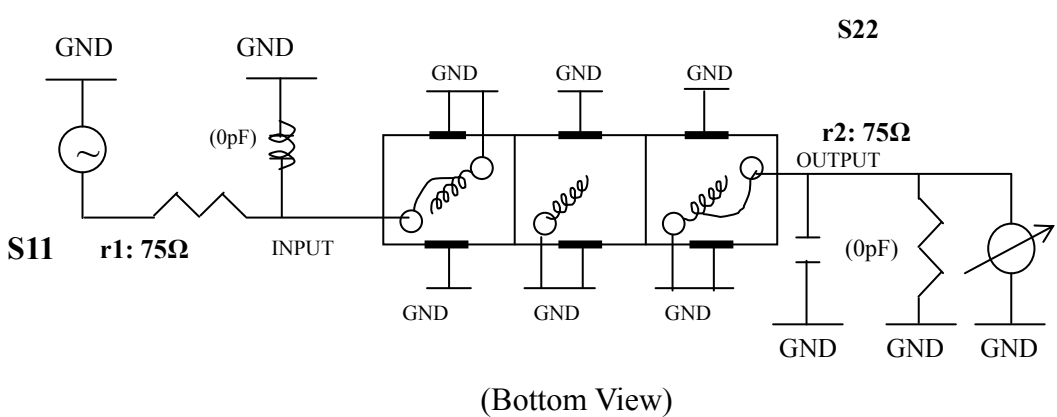 S22
GND
GND
GND
GND
GND
(0pF)
r2: 75Ω
OUTPUT
S11
r1: 75Ω
INPUT
(0pF)
GND
GND
GND
GND
GND
GND
(Bottom View)